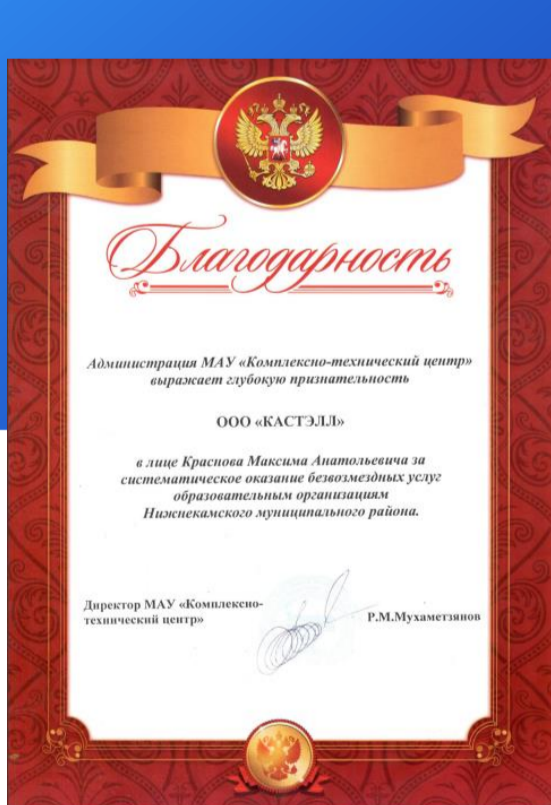 Благодарность
Администрация МАУ «Комплексно-технический центр»
выражает глубокую признательность
ООО «КАСТЭЛЛ»
в лице Краснова Максима Анатольевича за
систематическое оказание безвозмездных услуг
образовательным организациям
Нижнекамского муниципального района.
Директор МАУ «Комплексно-
технический центр»
Р.М.Мухаметзянов